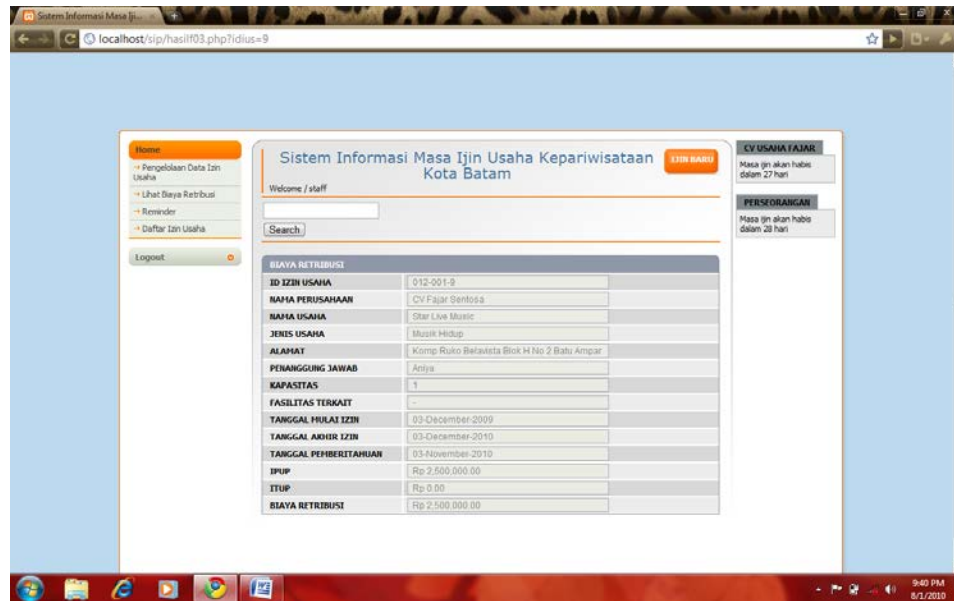 Sistem Informasi Masa Iji...
localhost/sip/hasilf03.php?idius=9
Home
Pengelolaan Data Izin
Usaha
Lihat Biaya Retribusi
Reminder
Daftar Izin Usaha
Logout
Sistem Informasi Masa Ijin Usaha Kepariwisataan
Kota Batam
IJIN BARU
Welcome / staff
Search
BIAYA RETRIBUSI
ID IZIN USAHA 012-001-9
NAMA PERUSAHAAN CV Fajar Sentosa
NAMA USAHA Star Live Music
JENIS USAHA Musik Hidup
ALAMAT Komp Ruko Belavista Blok H No 2 Batu Ampar
PENANGGUNG JAWAB Aniya
KAPASITAS 1
FASILITAS TERKAIT -
TANGGAL MULAI IZIN 03-December-2009
TANGGAL AKHIR IZIN 03-December-2010
TANGGAL PEMBERITAHUAN 03-November-2010
IPUP Rp 2,500,000.00
ITUP Rp 0.00
BIAYA RETRIBUSI Rp 2,500,000.00
CV USAHA FAJAR
Masa ijin akan habis
dalam 27 hari
PERSEORANGAN
Masa ijin akan habis
dalam 28 hari
9:40 PM
8/1/2010